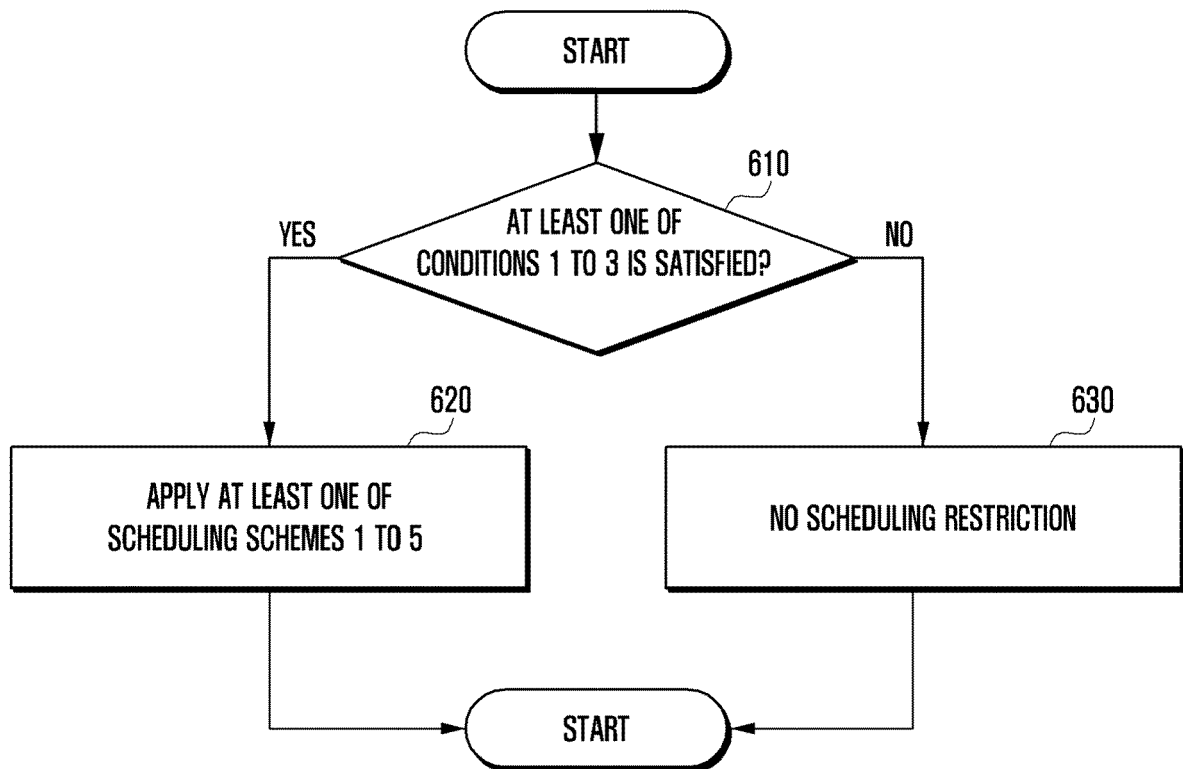 START
610
AT LEAST ONE OF
CONDITIONS 1 TO 3 IS SATISFIED?
YES
NO
620
630
APPLY AT LEAST ONE OF
SCHEDULING SCHEMES 1 TO 5
NO SCHEDULING RESTRICTION
START